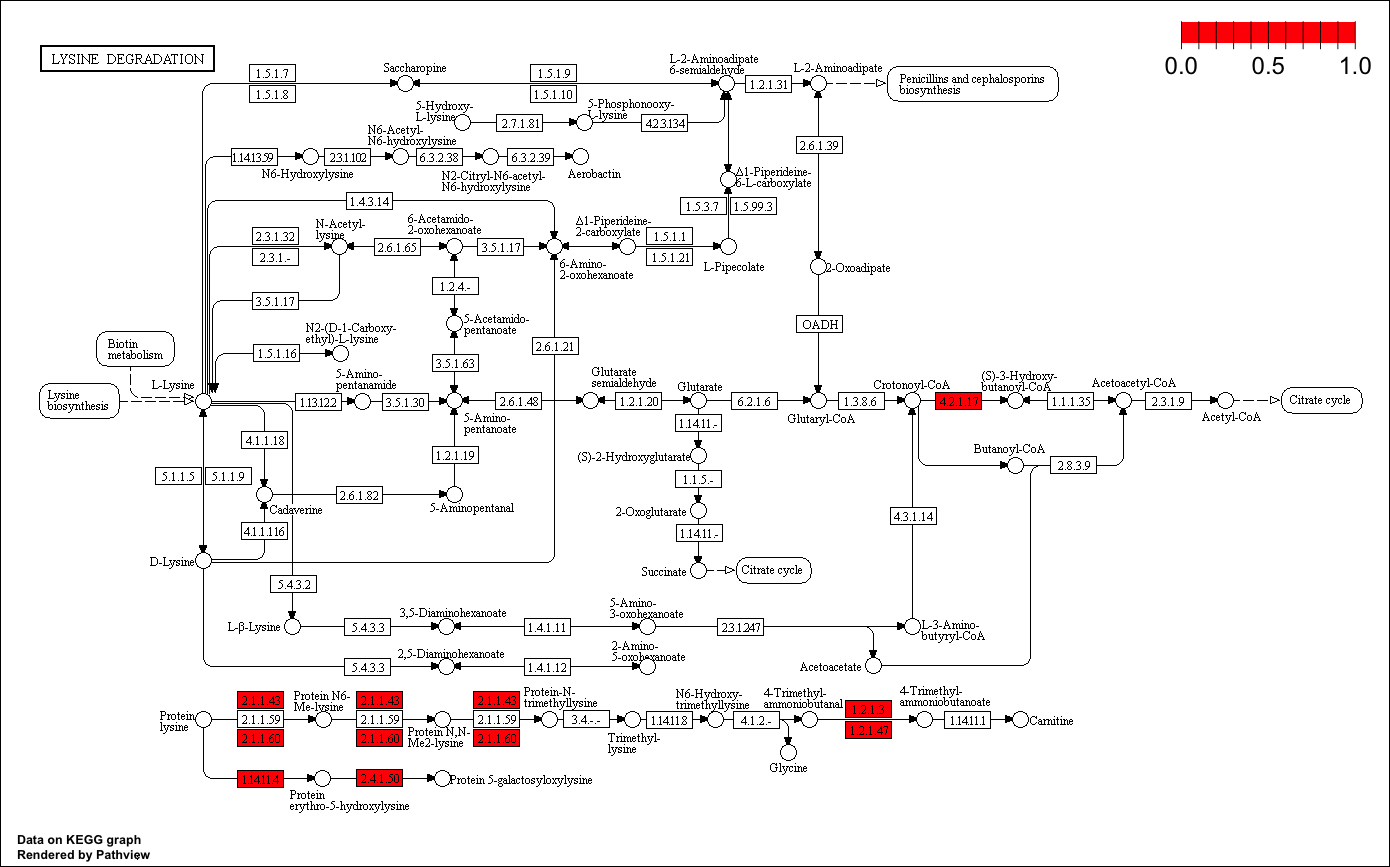 LYSINE DEGRADATION
0.0 0.5 1.0
1.5.1.7
1.5.1.8
Saccharopine
1.5.1.9
1.5.1.10
L-2-Aminoadipate
6-semialdehyde
1.2.1.31
L-2-Aminoadipate
Penicillins and cephalosporins
biosynthesis
5-Hydroxy-
L-lysine
2.7.1.81
5-Phosphonooxy-
L-lysine
4.2.3.134
N6-Acetyl-
N6-hydroxylysine
1.14.13.59
2.3.1.102
6.3.2.38
6.3.2.39
N6-Hydroxylysine
N2-Citryl-N6-acetyl-
N6-hydroxylysine
Aerobactin
2.6.1.39
Δ1-Piperideine-
6-L-carboxylate
1.4.3.14
1.5.3.7
1.5.99.3
2.3.1.32
2.3.1.-
N-Acetyl-
lysine
2.6.1.65
6-Acetamido-
2-oxohexanoate
3.5.1.17
Δ1-Piperideine-
2-carboxylate
1.5.1.1
1.5.1.21
6-Amino-
2-oxohexanoate
L-Pipecolate
2-Oxoadipate
1.2.4.-
3.5.1.17
5-Acetamido-
pentanoate
OADH
N2-(D-1-Carboxy-
ethyl)-L-lysine
1.5.1.16
2.6.1.21
3.5.1.63
Biotin
metabolism
L-Lysine
Lysine
biosynthesis
1.13.12.2
5-Amino-
pentanamide
3.5.1.30
5-Amino-
pentanoate
2.6.1.48
Glutarate
semialdehyde
1.2.1.20
Glutarate
6.2.1.6
Glutaryl-CoA
1.3.8.6
Crotonoyl-CoA
4.2.1.17
(S)-3-Hydroxy-
butanoyl-CoA
1.1.1.35
Acetoacetyl-CoA
2.3.1.9
Acetyl-CoA
Citrate cycle
4.1.1.18
1.14.11.-
1.2.1.19
(S)-2-Hydroxyglutarate
Butanoyl-CoA
2.8.3.9
5.1.1.5
5.1.1.9
1.1.5.-
Cadaverine
2.6.1.82
5-Aminopentanal
2-Oxoglutarate
4.3.1.14
4.1.1.116
1.14.11.-
D-Lysine
Succinate
Citrate cycle
5.4.3.2
L-β-Lysine
5.4.3.3
3,5-Diaminohexanoate
1.4.1.11
5-Amino-
3-oxohexanoate
2.3.1.247
L-3-Amino-
butyryl-CoA
5.4.3.3
2,5-Diaminohexanoate
1.4.1.12
2-Amino-
5-oxohexanoate
Acetoacetate
Protein
lysine
2.1.1.43
2.1.1.59
2.1.1.60
Protein N6-
Me-lysine
2.1.1.43
2.1.1.59
2.1.1.60
Protein N,N-
Me2-lysine
2.1.1.43
2.1.1.59
2.1.1.60
Protein-N-
trimethyllysine
3.4.-.-
Trimethyl-
lysine
1.14.11.8
N6-Hydroxy-
trimethyllysine
4.1.2.-
4-Trimethyl-
ammoniobutanal
1.2.1.3
1.2.1.47
4-Trimethyl-
ammoniobutanoate
1.14.11.1
Carnitine
Glycine
1.14.11.4
Protein
erythro-5-hydroxylysine
2.4.1.50
Protein 5-galactosyloxylysine
Data on KEGG graph
Rendered by Pathview